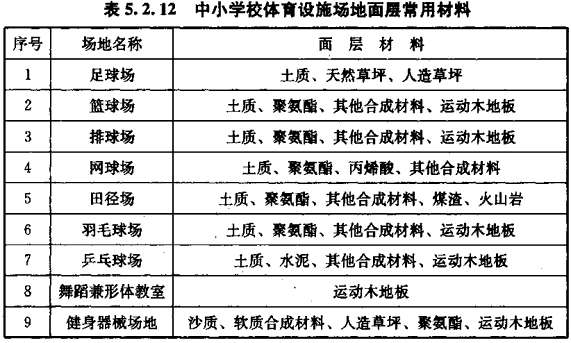 表 5.2.12 中小学校体育设施场地面层常用材料
序号 场地名称 面层材料
1 足球场 土质、天然草坪、人造草坪
2 篮球场 土质、聚氨酯、其他合成材料、运动木地板
3 排球场 土质、聚氨酯、其他合成材料、运动木地板
4 网球场 土质、聚氨酯、丙烯酸、其他合成材料
5 田径场 土质、聚氨酯、其他合成材料、煤渣、火山岩
6 羽毛球场 土质、聚氨酯、其他合成材料、运动木地板
7 乒乓球场 土质、水泥、其他合成材料、运动木地板
8 舞蹈兼形体教室 运动木地板
9 健身器械场地 沙质、软质合成材料、人造草坪、聚氨酯、运动木地板